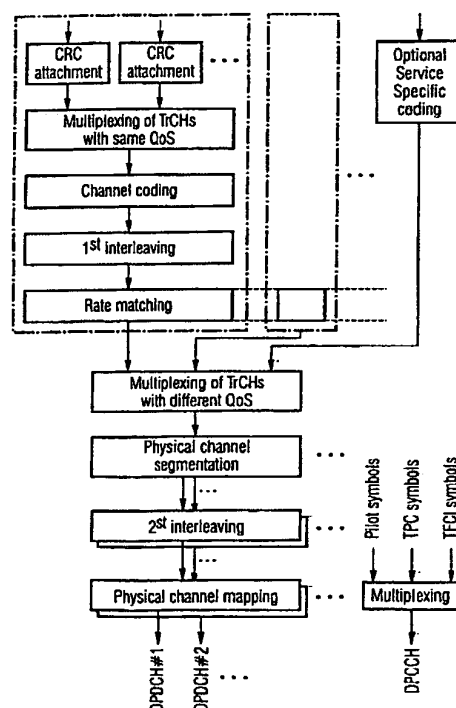 CRC
attachment
CRC
attachment
Optional
Service
Specific
coding
Multiplexing of TrCHs
with same QoS
Channel coding
1st interleaving
Rate matching
Multiplexing of TrCHs
with different QoS
Physical channel
segmentation
2st interleaving
Physical channel mapping
Pilot symbols
TPC symbols
TFCI symbols
Multiplexing
DPDCH#1
DPDCH#2
DPCCH